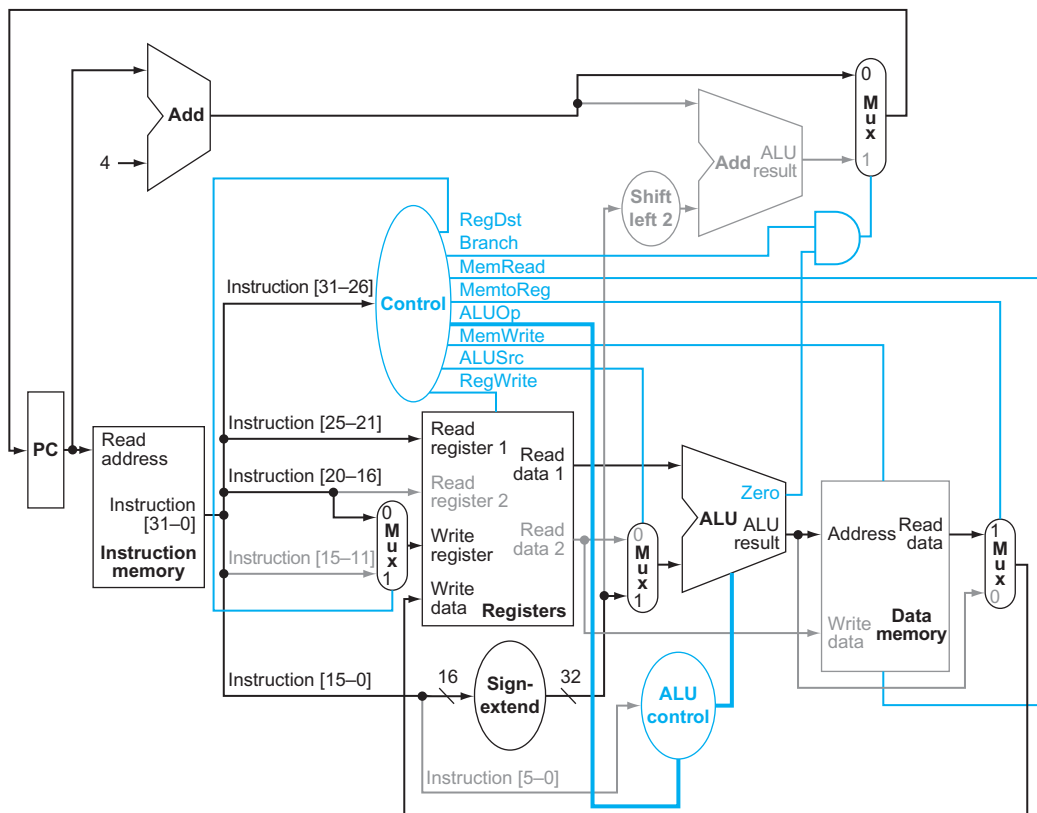 0
M
u
x
1
Add
4
Add
ALU
result
Shift
left 2
RegDst
Branch
MemRead
MemtoReg
ALUOp
MemWrite
ALUSrc
RegWrite
Control
Instruction [31–26]
Instruction [25–21]
Instruction [20–16]
Instruction [15–11]
Instruction [15–0]
Instruction [5–0]
PC
Read
address
Instruction
[31–0]
Instruction
memory
0
M
u
x
1
Read
register 1
Read
register 2
Write
register
Write
data
Read
data 1
Read
data 2
Registers
0
M
u
x
1
Zero
ALU
ALU
result
Address
Read
data
Write
data
Data
memory
1
M
u
x
0
16
Sign-
extend
32
ALU
control